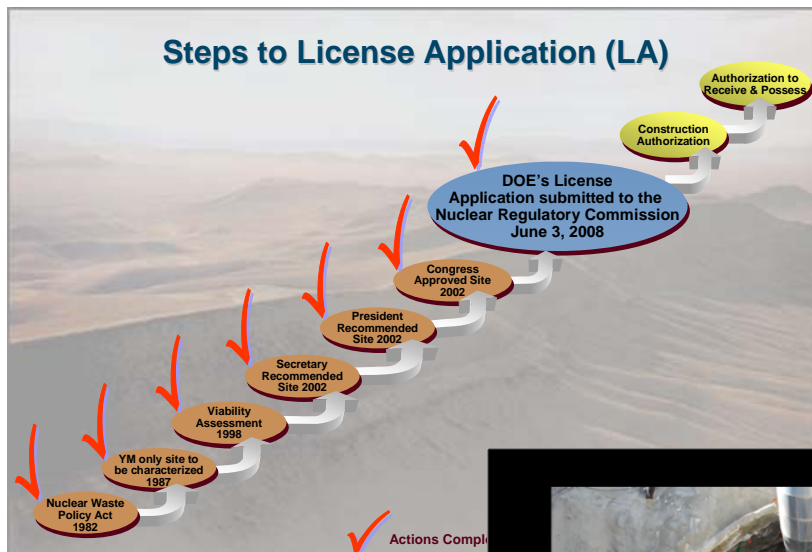 Steps to License Application (LA)
Authorization to
Receive & Possess
Construction
Authorization
DOE's License
Application submitted to the
Nuclear Regulatory Commission
June 3, 2008
Congress
Approved Site
2002
President
Recommended
Site 2002
Secretary
Recommended
Site 2002
Viability
Assessment
1998
YM only site to
be characterized
1987
Nuclear Waste
Policy Act
1982
Actions